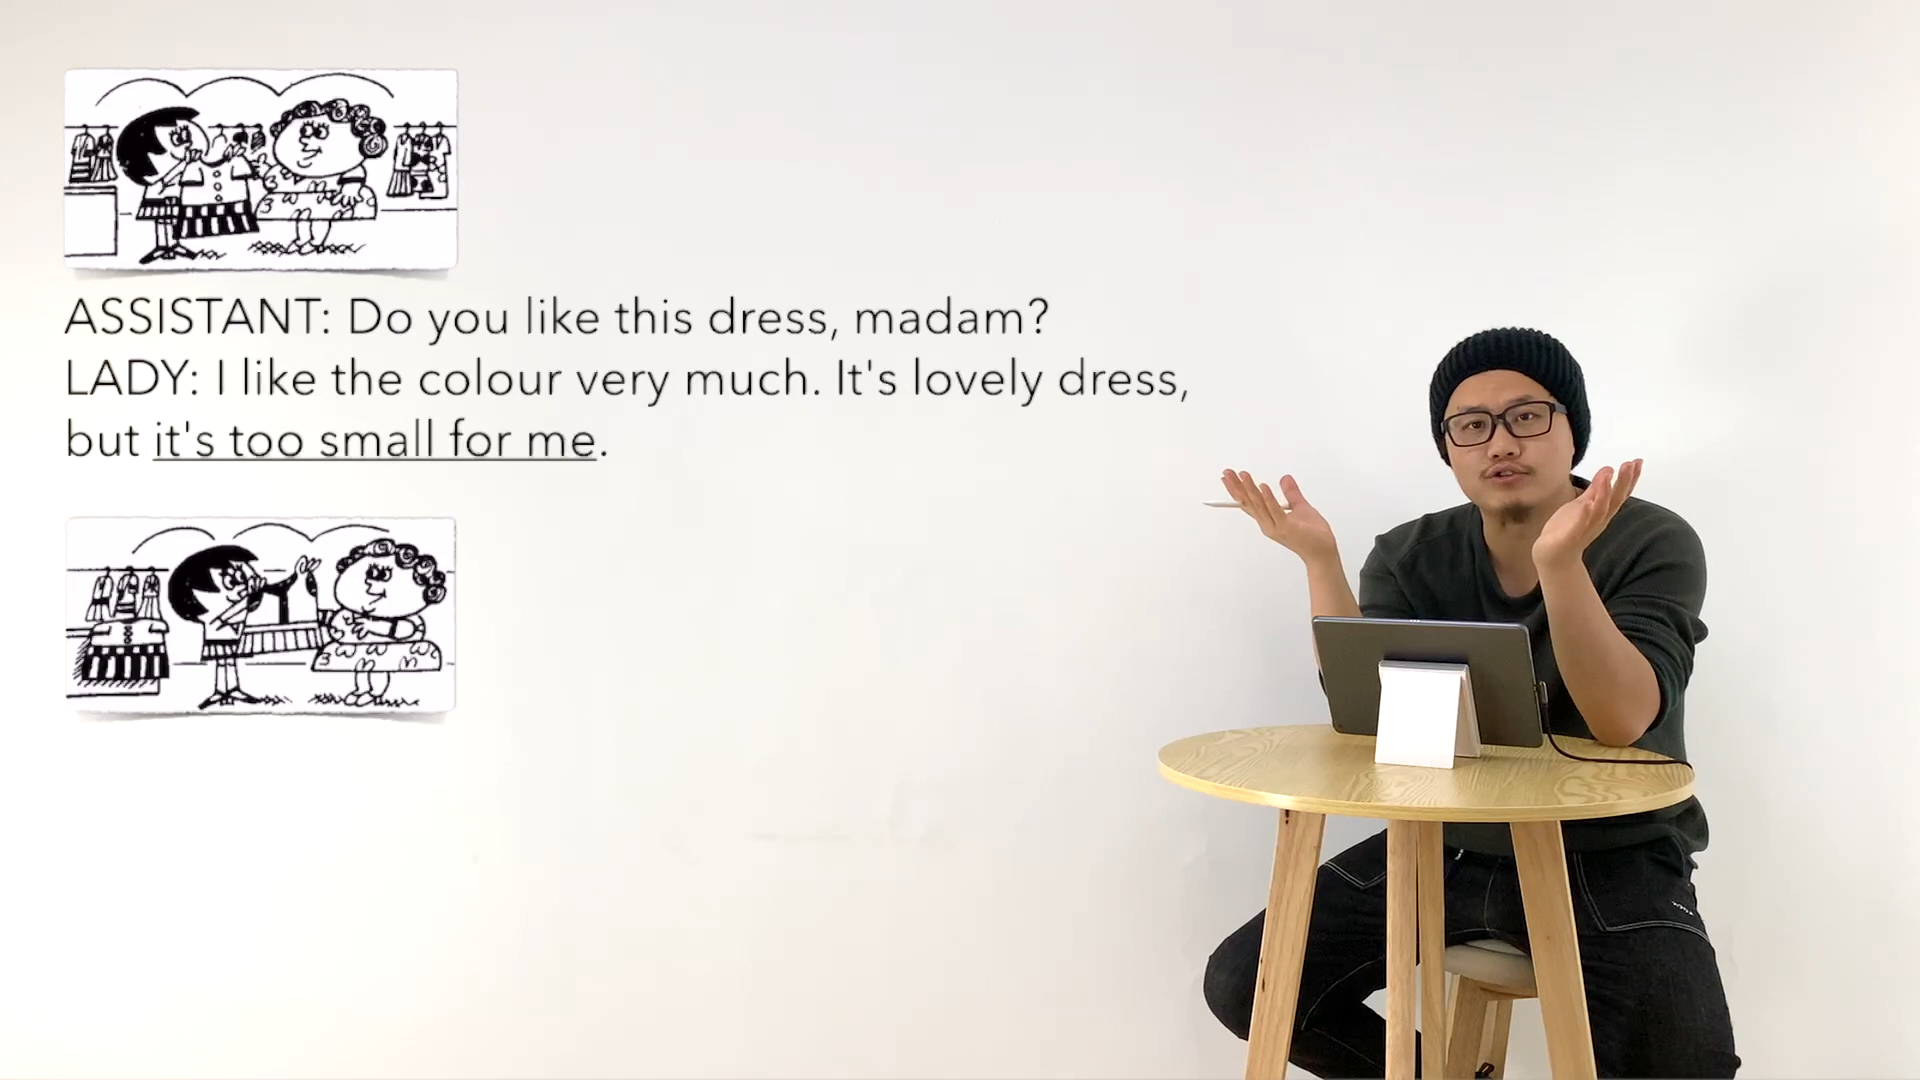 ASSISTANT: Do you like this dress, madam?
LADY: I like the colour very much. It's lovely dress,
but it's too small for me.